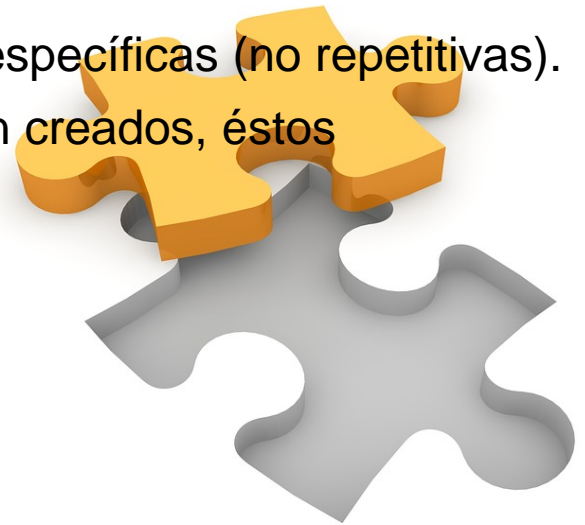 específicas (no repetitivas).
n creados, éstos